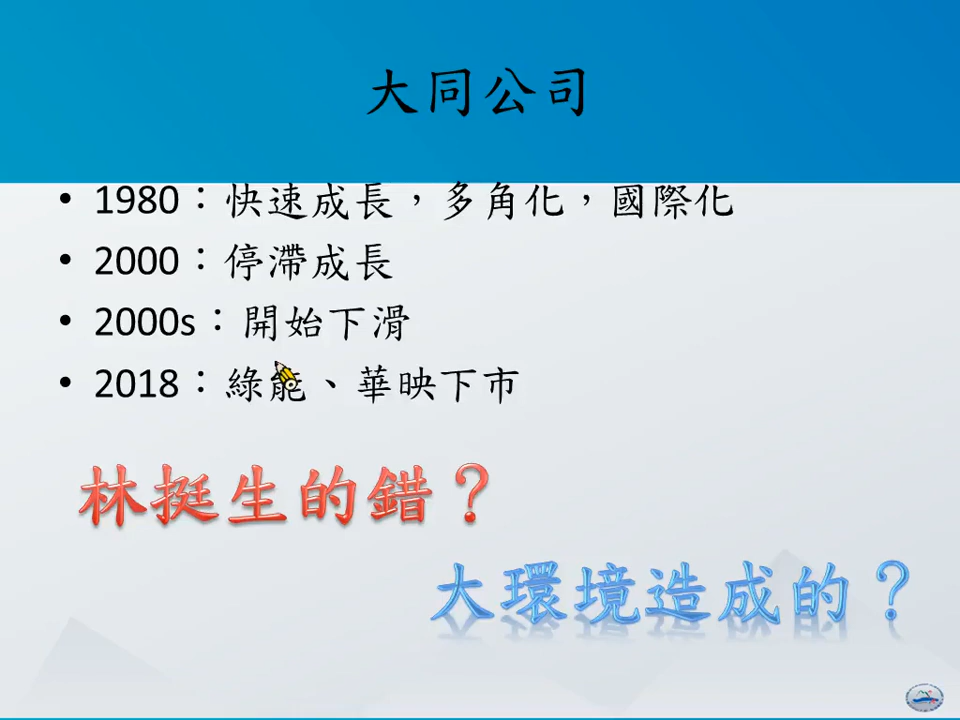 大同公司
• 1980：快速成長，多角化，國際化
• 2000：停滯成長
• 2000s：開始下滑
• 2018：綠能、華映下市
林挺生的錯？
大環境造成的？